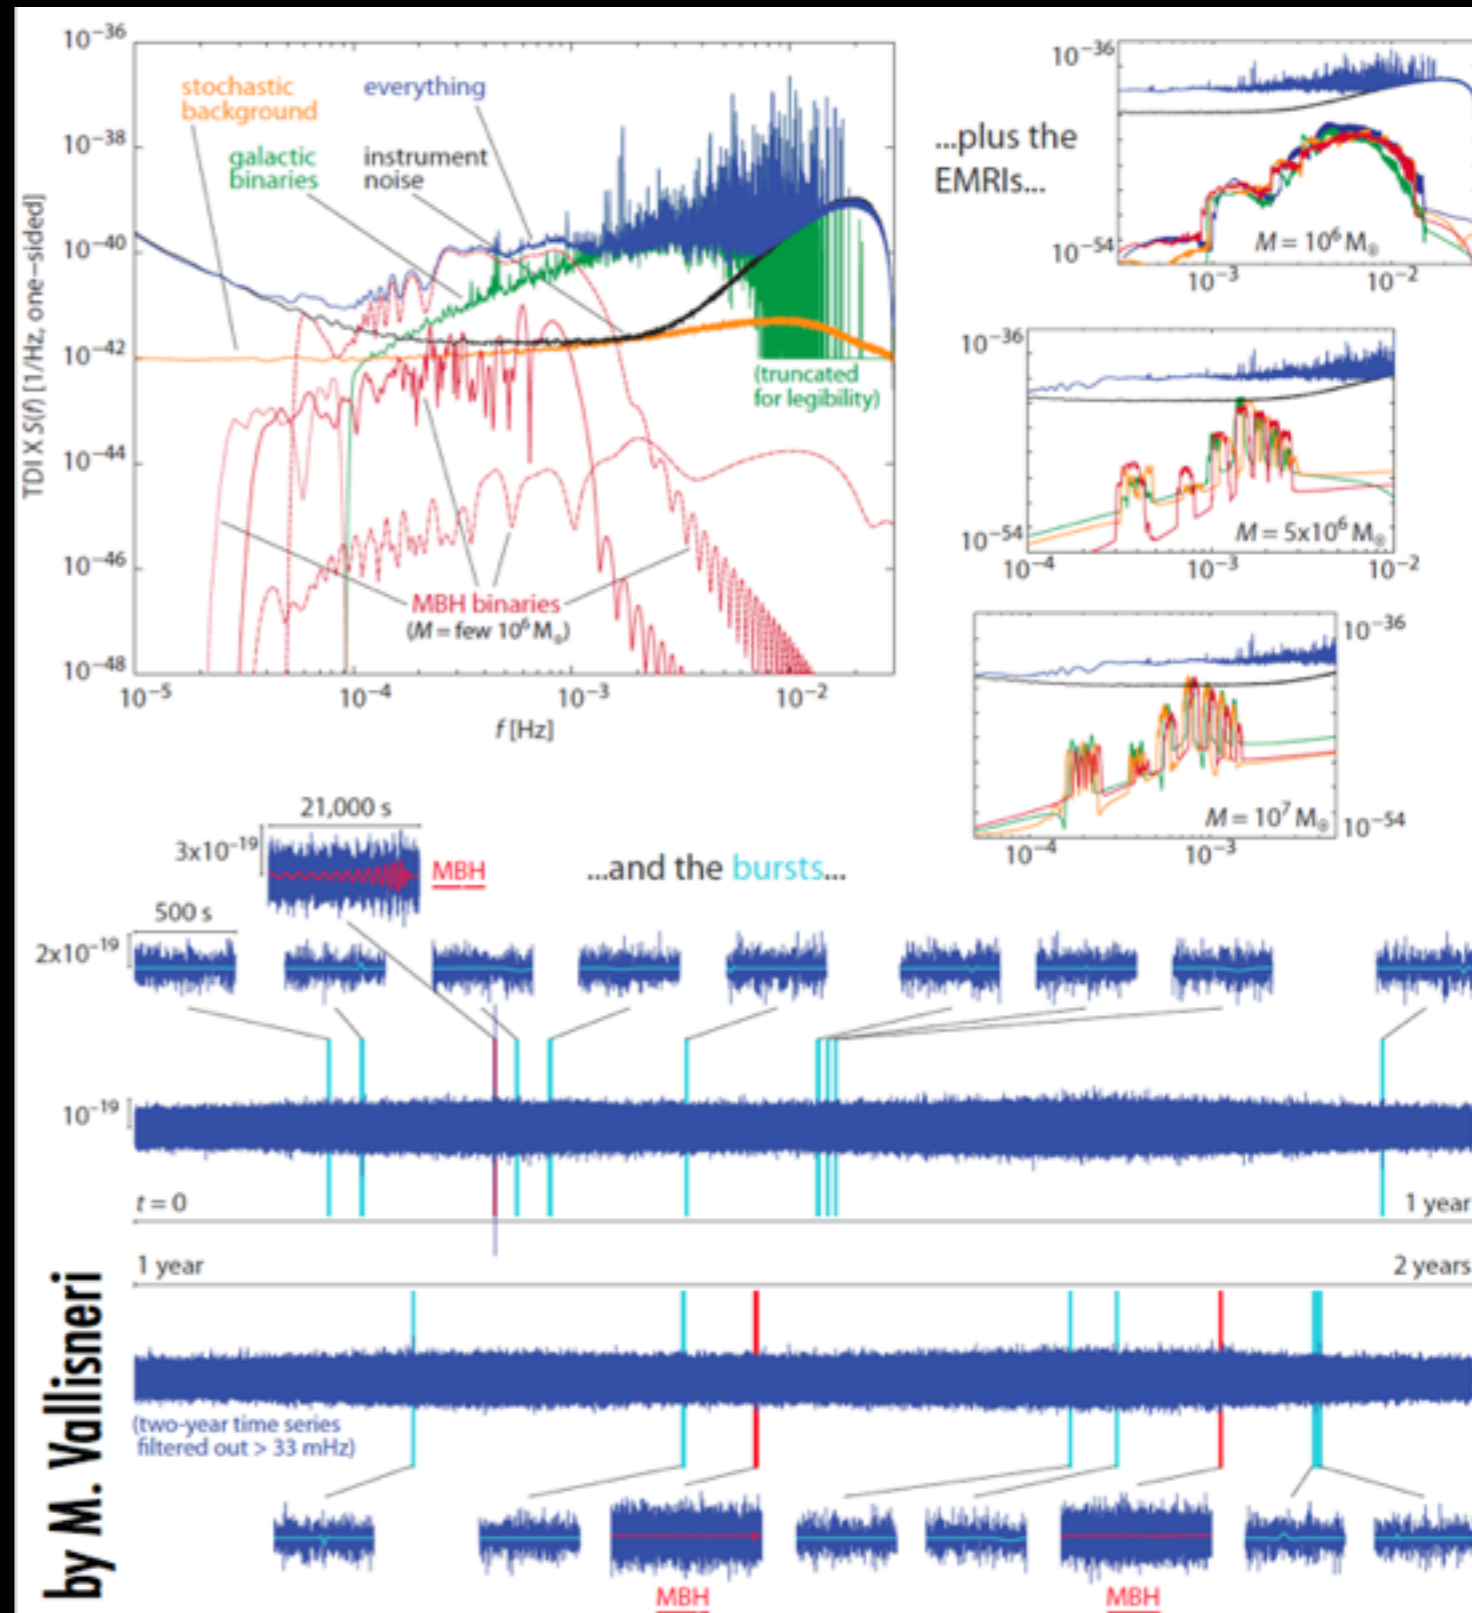 10⁻³⁶
10⁻³⁸
10⁻⁴⁰
10⁻⁴²
10⁻⁴⁴
10⁻⁴⁶
10⁻⁴⁸
TDI X S(f) [1/Hz, one-sided]
stochastic
background
everything
galactic
binaries
instrument
noise
(truncated
for legibility)
MBH binaries
(M = few 10⁶ M⊙)
10⁻⁵
10⁻⁴
10⁻³
10⁻²
f [Hz]
...plus the
EMRIs...
10⁻³⁶
10⁻⁵⁴
M = 10⁶ M⊙
10⁻³
10⁻²
10⁻³⁶
10⁻⁵⁴
M = 5x10⁶ M⊙
10⁻⁴
10⁻³
10⁻²
10⁻³⁶
M = 10⁷ M⊙
10⁻⁵⁴
10⁻⁴
10⁻³
21,000 s
3x10⁻¹⁹
MBH
...and the bursts...
500 s
2x10⁻¹⁹
10⁻¹⁹
t = 0
1 year
1 year
2 years
(two-year time series
filtered out > 33 mHz)
MBH
MBH
by M. Vallisneri